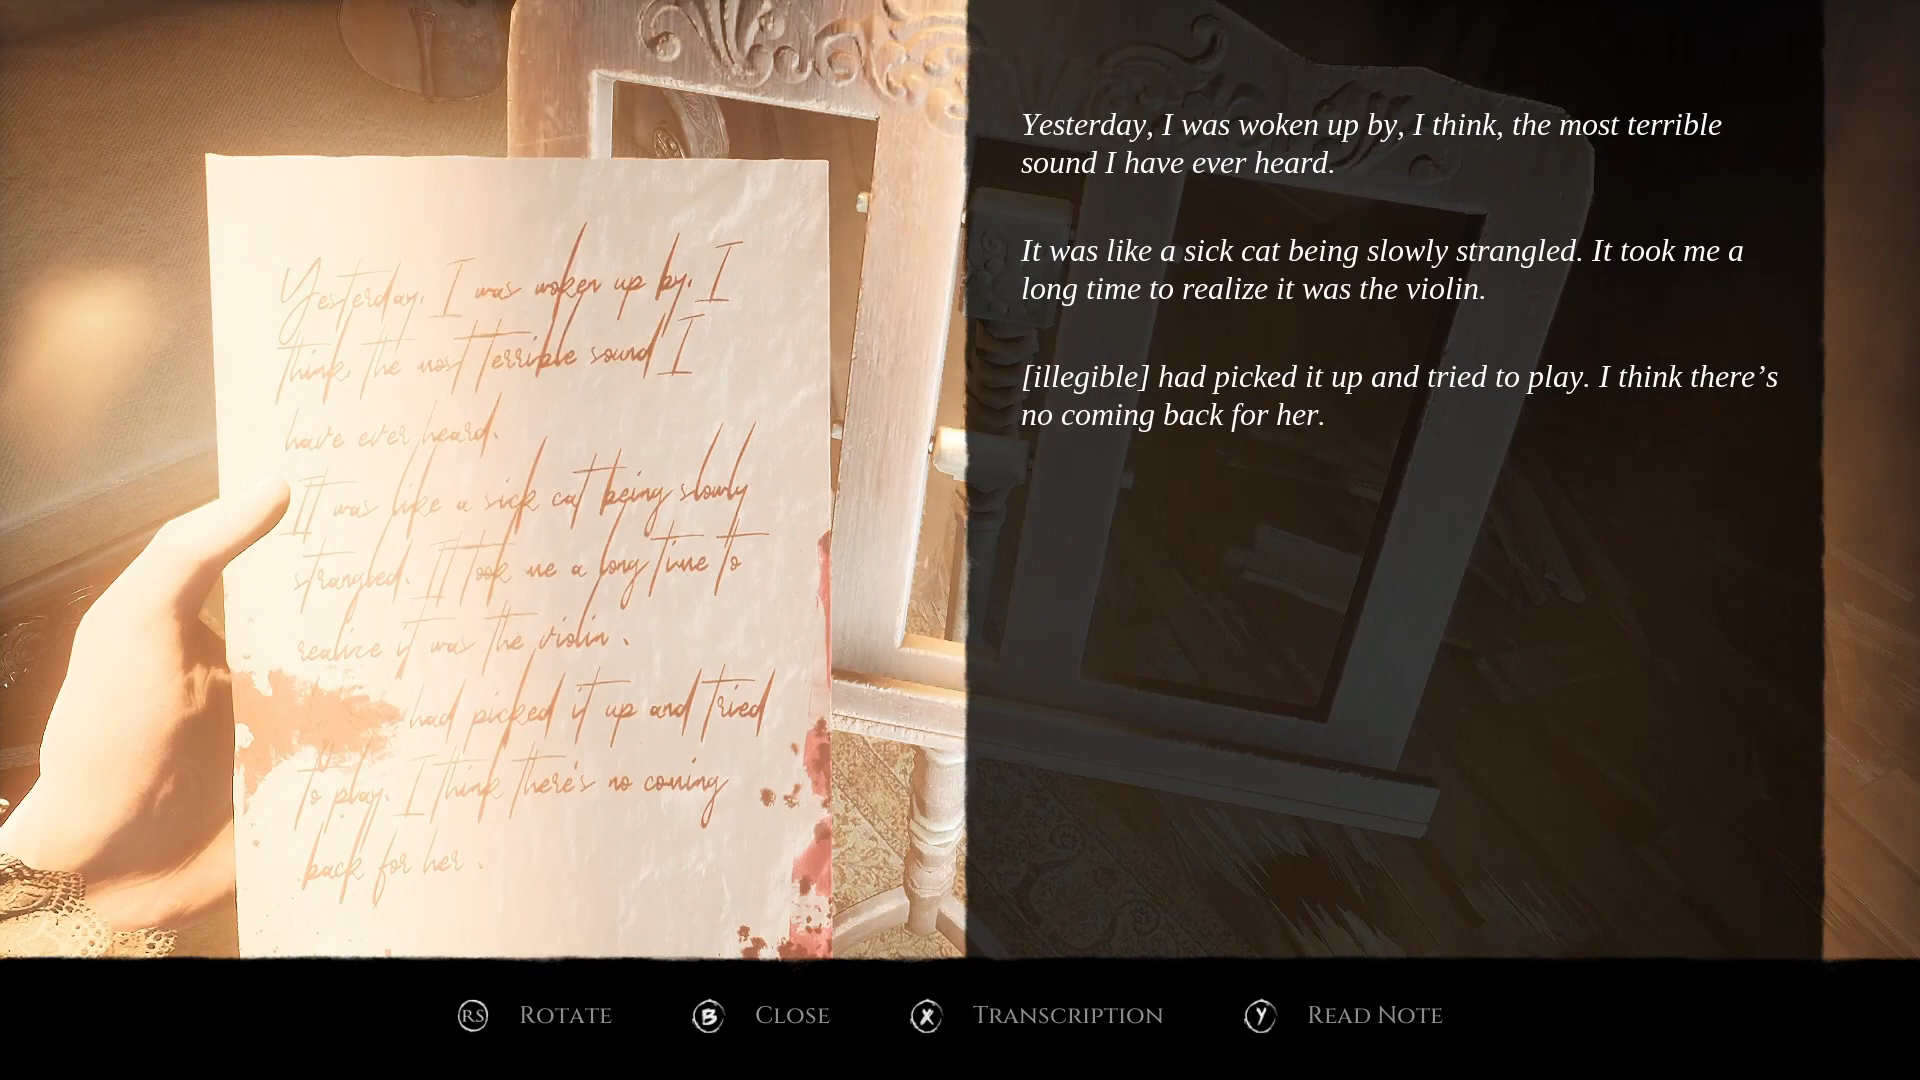 Yesterday, I was woken up by, I
think, the most terrible sound I
have ever heard.
It was like a sick cat being slowly
strangled. It took me a long time to
realize it was the violin.
had picked it up and tried
to play. I think there's no coming
back for her.
Yesterday, I was woken up by, I think, the most terrible
sound I have ever heard.
It was like a sick cat being slowly strangled. It took me a
long time to realize it was the violin.
[illegible] had picked it up and tried to play. I think there’s
no coming back for her.
RS ROTATE B CLOSE X TRANSCRIPTION Y READ NOTE